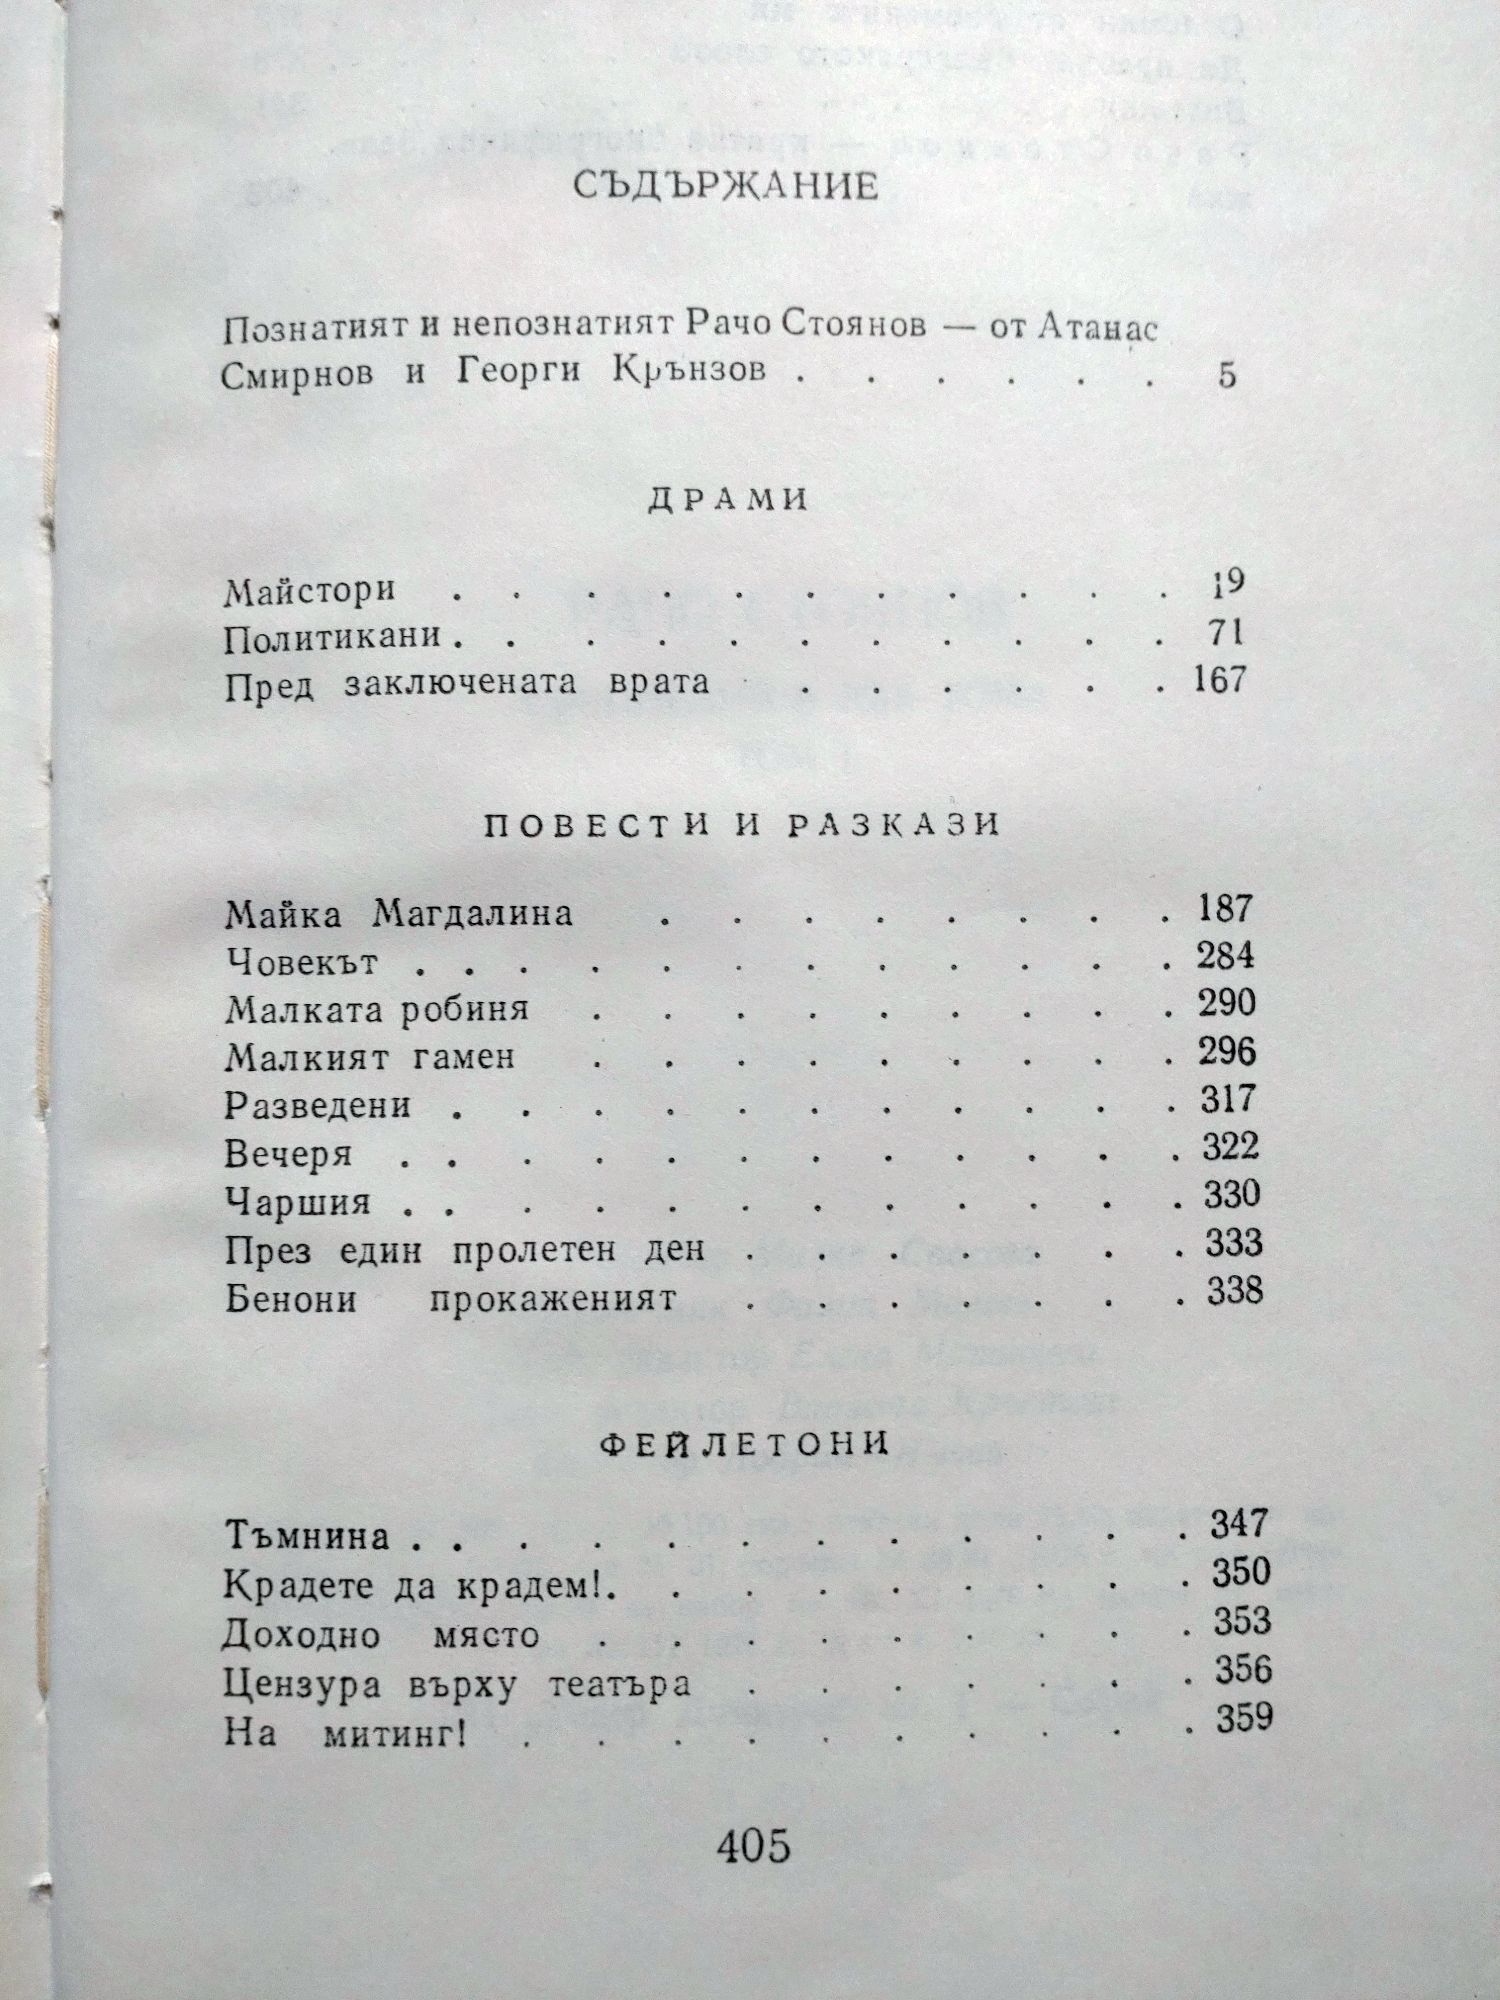 СЪДЪРЖАНИЕ
Познатият и непознатият Рачо Стоянов — от Атанас
Смирнов и Георги Крънзов . . . . . . 5
ДРАМИ
Майстори . . . . . . . . . . . 19
Политикани . . . . . . . . . . . 71
Пред заключената врата . . . . . . 167
ПОВЕСТИ И РАЗКАЗИ
Майка Магдалина . . . . . . . . 187
Човекът . . . . . . . . . . . . 284
Малката робиня . . . . . . . . . 290
Малкият гамен . . . . . . . . . 296
Разведени . . . . . . . . . . . 317
Вечеря . . . . . . . . . . . . 322
Чаршия . . . . . . . . . . . . 330
През един пролетен ден . . . . . . . 333
Бенони прокаженият . . . . . . . 338
ФЕЙЛЕТОНИ
Тъмнина . . . . . . . . . . . . 347
Крадете да крадем! . . . . . . . . . 350
Доходно място . . . . . . . . . 353
Цензура върху театъра . . . . . . . 356
На митинг! . . . . . . . . . . 359
405